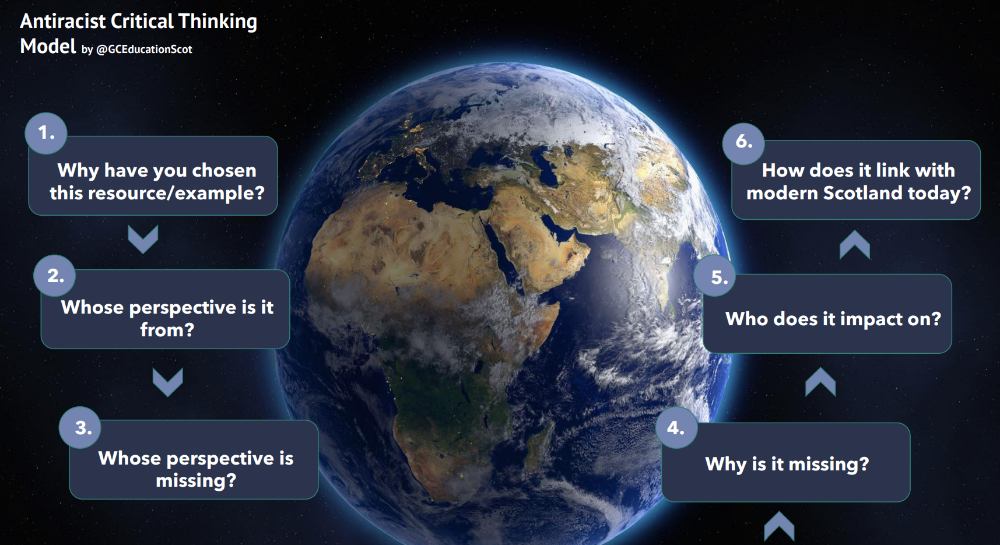 Antiracist Critical Thinking
Model by @GCEducationScot
1.
Why have you chosen
this resource/example?
2.
Whose perspective is it
from?
3.
Whose perspective is
missing?
4.
Why is it missing?
5.
Who does it impact on?
6.
How does it link with
modern Scotland today?